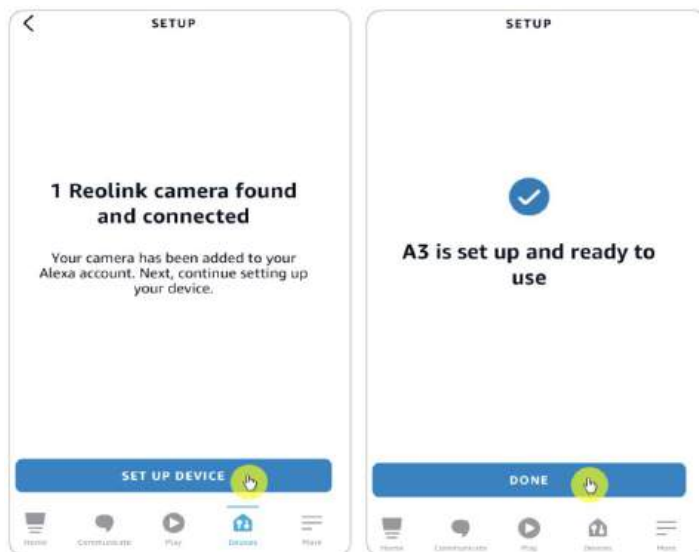 SETUP
1 Reolink camera found
and connected
Your camera has been added to your
Alexa account. Next, continue setting up
your device.
SET UP DEVICE
Home Communicate Play Devices More
SETUP
A3 is set up and ready to
use
DONE
Home Communicate Play Devices More